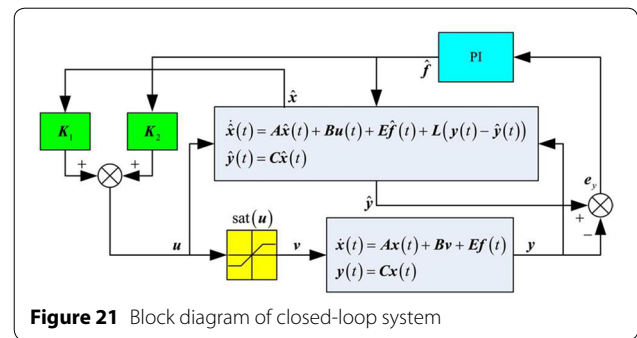 PI
f̂
x̂
K₁
K₂
ẋ̂(t) = Ax̂(t) + Bu(t) + Ef̂(t) + L(y(t) − ŷ(t))
ŷ(t) = Cx̂(t)
+
+
e_y
ŷ
+
−
sat(u)
u
v
ẋ(t) = Ax(t) + Bv + Ef(t)
y(t) = Cx(t)
y
Figure 21 Block diagram of closed-loop system